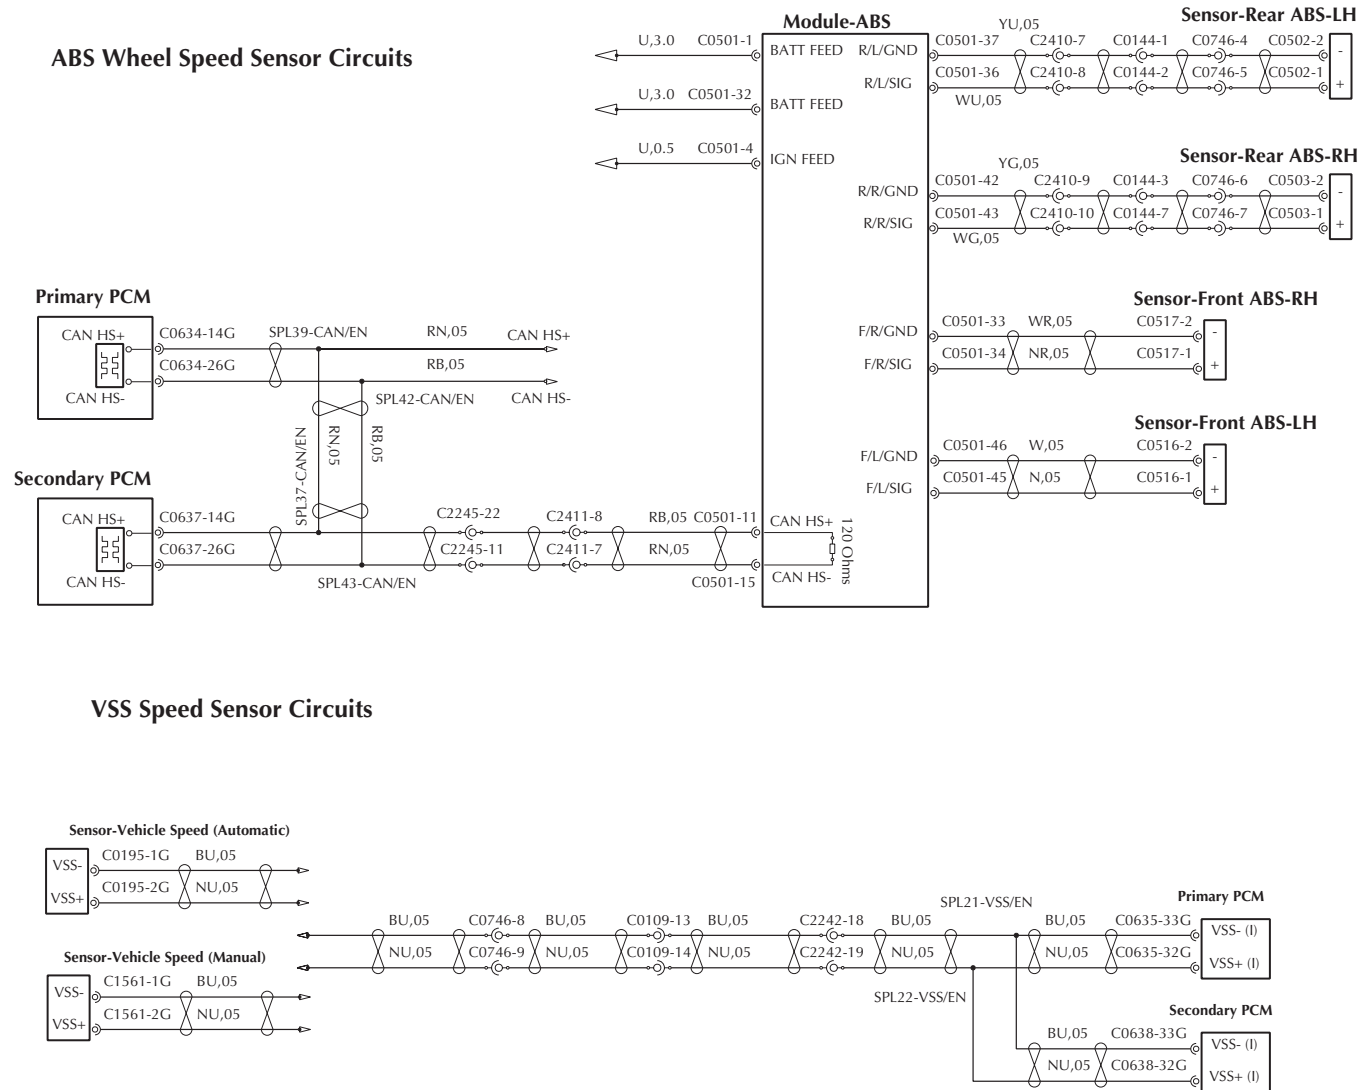 ABS Wheel Speed Sensor Circuits
Module-ABS
U,3.0 C0501-1 BATT FEED
U,3.0 C0501-32 BATT FEED
U,0.5 C0501-4 IGN FEED
Sensor-Rear ABS-LH
YU,05
R/L/GND C0501-37 C2410-7 C0144-1 C0746-4 C0502-2 -
R/L/SIG C0501-36 C2410-8 C0144-2 C0746-5 C0502-1 +
WU,05
Sensor-Rear ABS-RH
YG,05
R/R/GND C0501-42 C2410-9 C0144-3 C0746-6 C0503-2 -
R/R/SIG C0501-43 C2410-10 C0144-7 C0746-7 C0503-1 +
WG,05
Sensor-Front ABS-RH
F/R/GND C0501-33 WR,05 C0517-2 -
F/R/SIG C0501-34 NR,05 C0517-1 +
Sensor-Front ABS-LH
F/L/GND C0501-46 W,05 C0516-2 -
F/L/SIG C0501-45 N,05 C0516-1 +
Primary PCM
CAN HS+ C0634-14G SPL39-CAN/EN RN,05 CAN HS+
C0634-26G RB,05
CAN HS- SPL42-CAN/EN CAN HS-
SPL37-CAN/EN
RN,05
RB,05
Secondary PCM
CAN HS+ C0637-14G C2245-22 C2411-8 RB,05 C0501-11 CAN HS+
C0637-26G C2245-11 C2411-7 RN,05
120 Ohms
CAN HS- SPL43-CAN/EN C0501-15 CAN HS-
VSS Speed Sensor Circuits
Sensor-Vehicle Speed (Automatic)
VSS- C0195-1G BU,05
VSS+ C0195-2G NU,05
Sensor-Vehicle Speed (Manual)
VSS- C1561-1G BU,05
VSS+ C1561-2G NU,05
SPL21-VSS/EN
Primary PCM
BU,05 C0746-8 BU,05 C0109-13 BU,05 C2242-18 BU,05 BU,05 C0635-33G VSS- (I)
NU,05 C0746-9 NU,05 C0109-14 NU,05 C2242-19 NU,05 NU,05 C0635-32G VSS+ (I)
SPL22-VSS/EN
Secondary PCM
BU,05 C0638-33G VSS- (I)
NU,05 C0638-32G VSS+ (I)